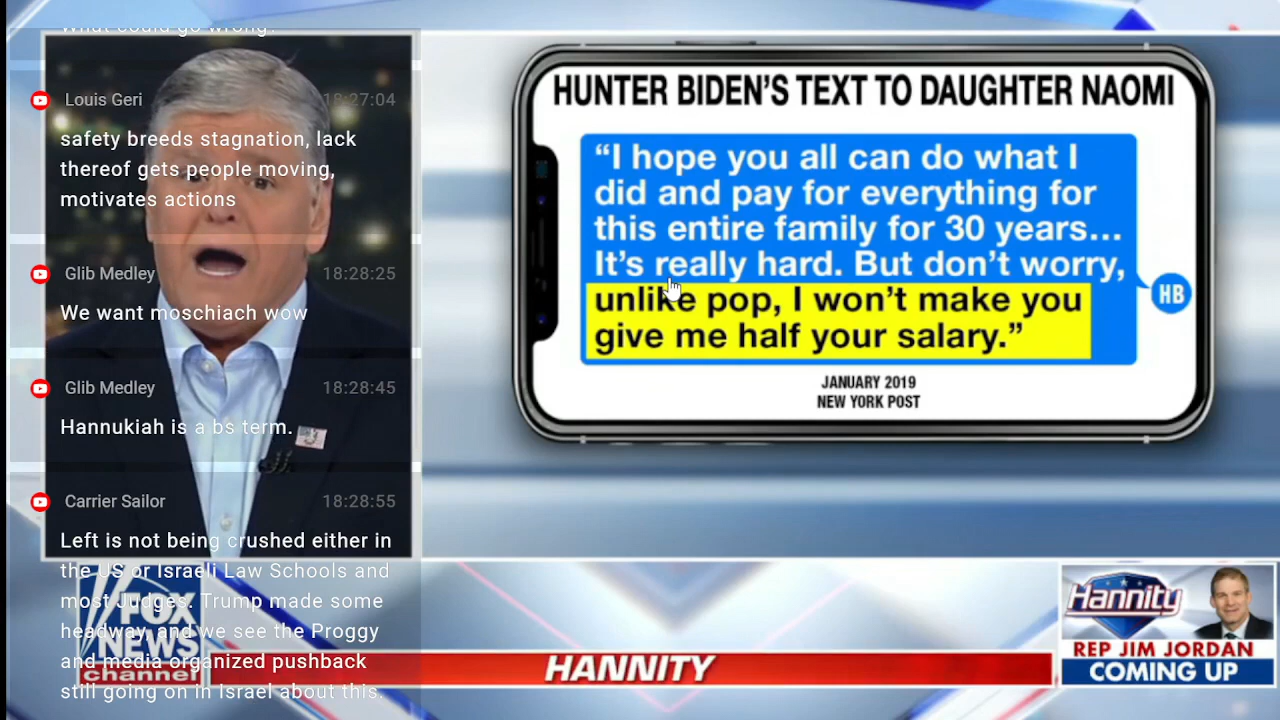 What could go wrong?
Louis Geri 18:27:04
safety breeds stagnation, lack
thereof gets people moving,
motivates actions
Glib Medley 18:28:25
We want moschiach wow
Glib Medley 18:28:45
Hannukiah is a bs term.
Carrier Sailor 18:28:55
Left is not being crushed either in
the US or Israeli Law Schools and
most Judges. Trump made some
headway, and we see the Proggy
and media organized pushback
still going on in Israel about this.
FOX
NEWS
channel
HUNTER BIDEN'S TEXT TO DAUGHTER NAOMI
“I hope you all can do what I
did and pay for everything for
this entire family for 30 years...
It's really hard. But don't worry,
unlike pop, I won't make you
give me half your salary.”
HB
JANUARY 2019
NEW YORK POST
HANNITY
Hannity
REP JIM JORDAN
COMING UP